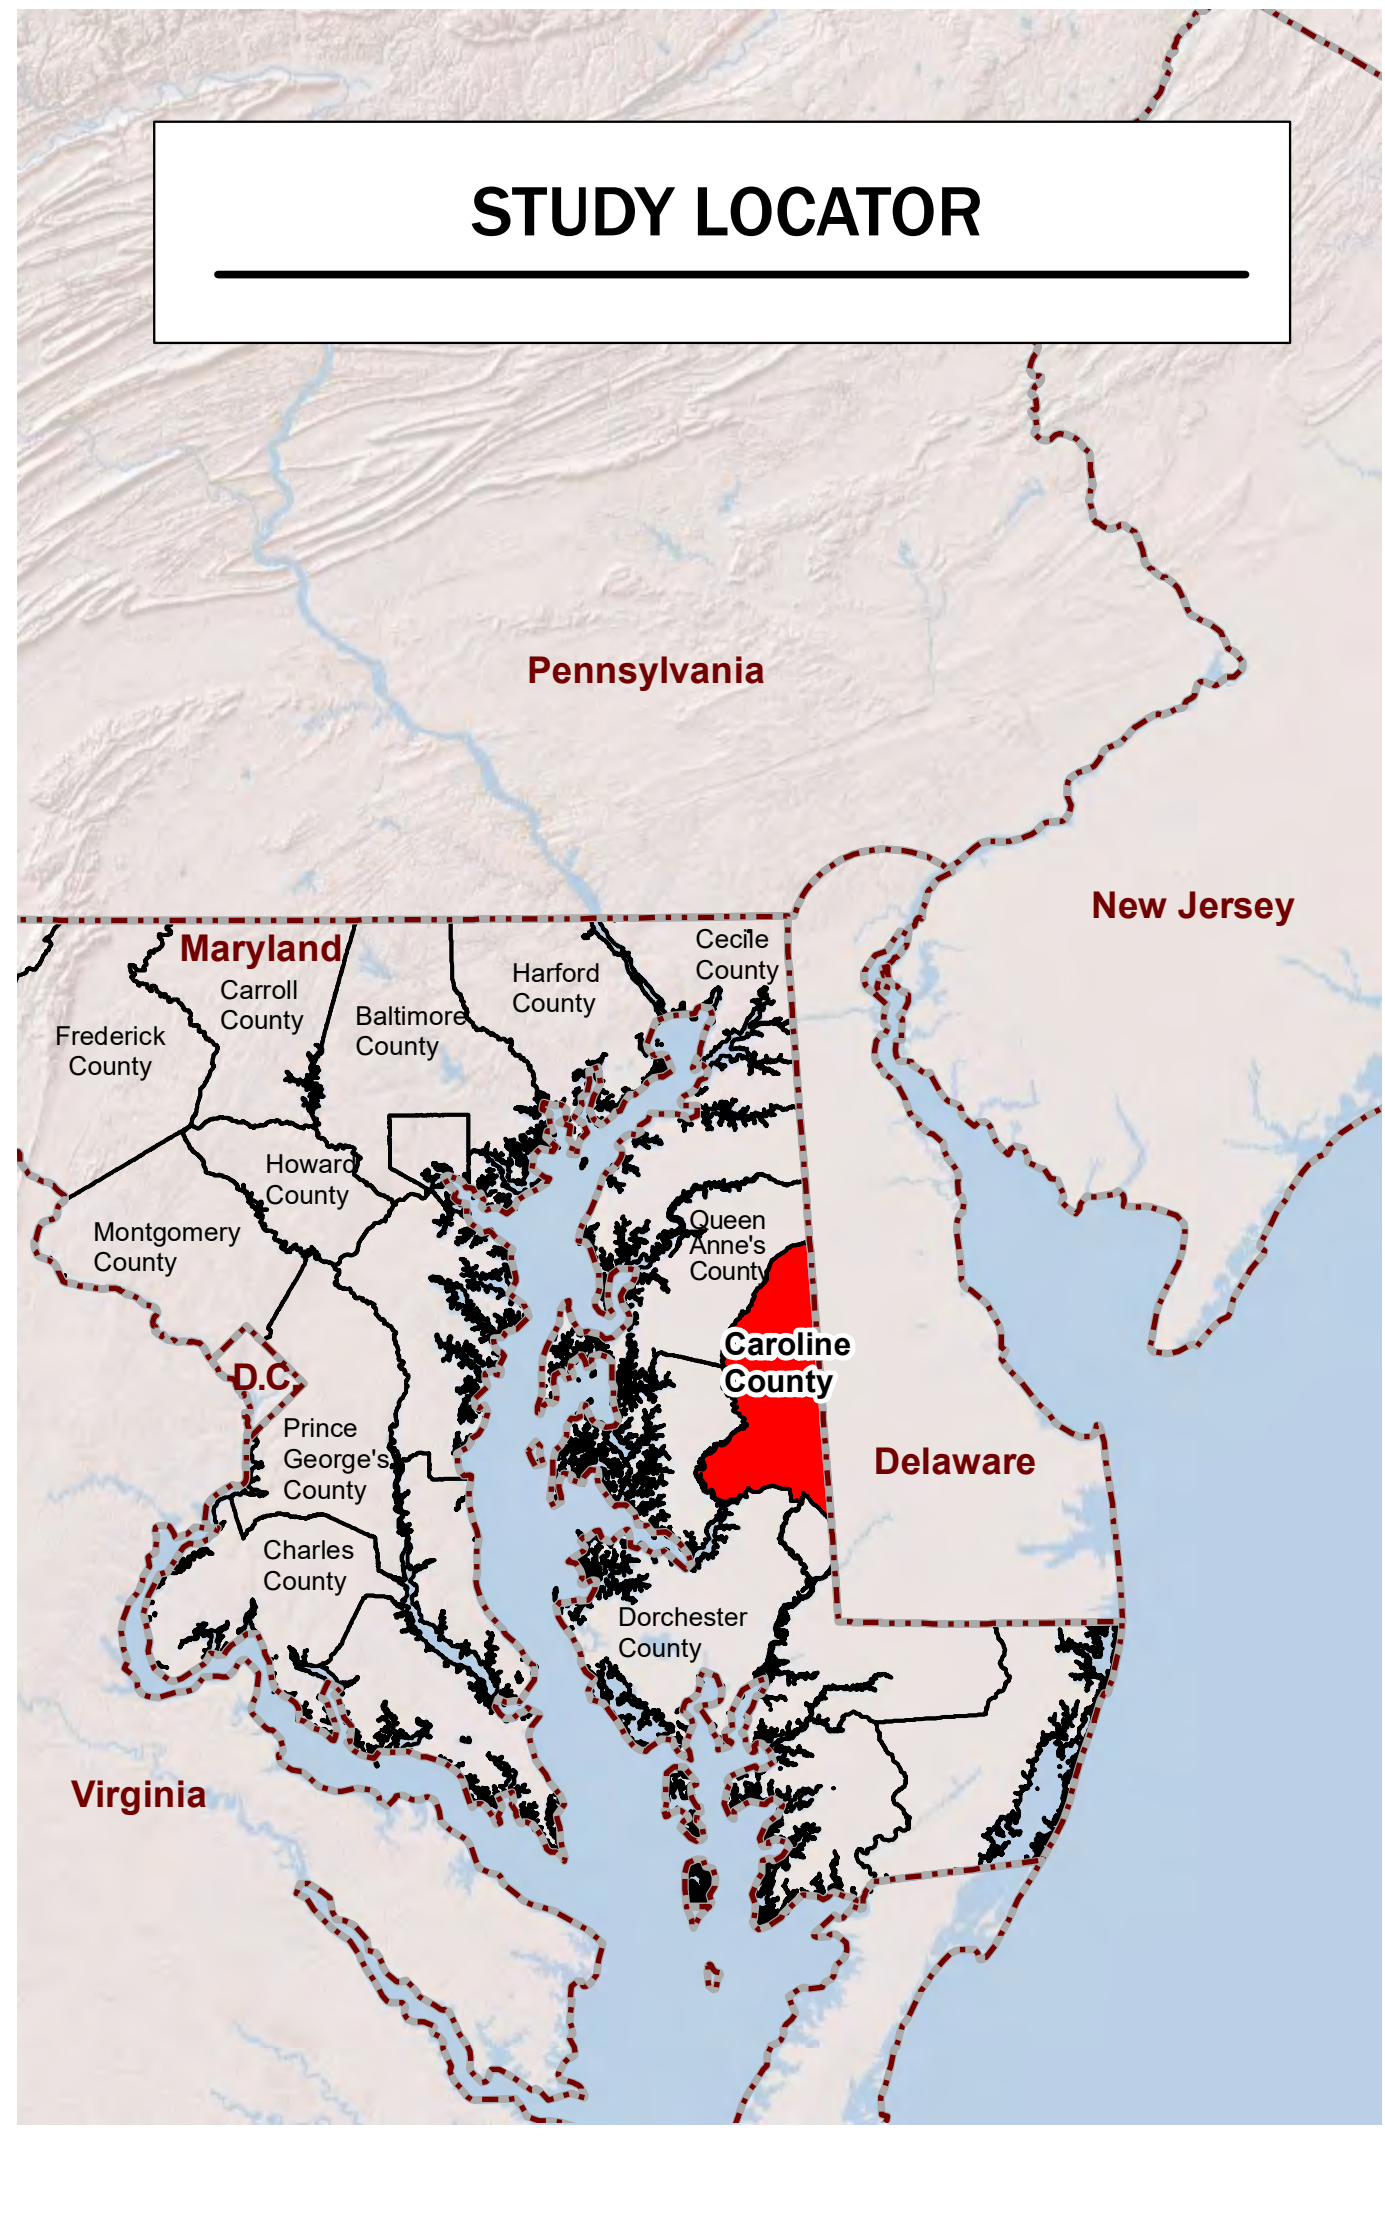 STUDY LOCATOR
Pennsylvania
New Jersey
Maryland
Cecile
County
Harford
County
Carroll
County
Baltimore
County
Frederick
County
Howard
County
Montgomery
County
Queen
Anne's
County
Caroline
County
D.C.
Prince
George's
County
Delaware
Charles
County
Dorchester
County
Virginia